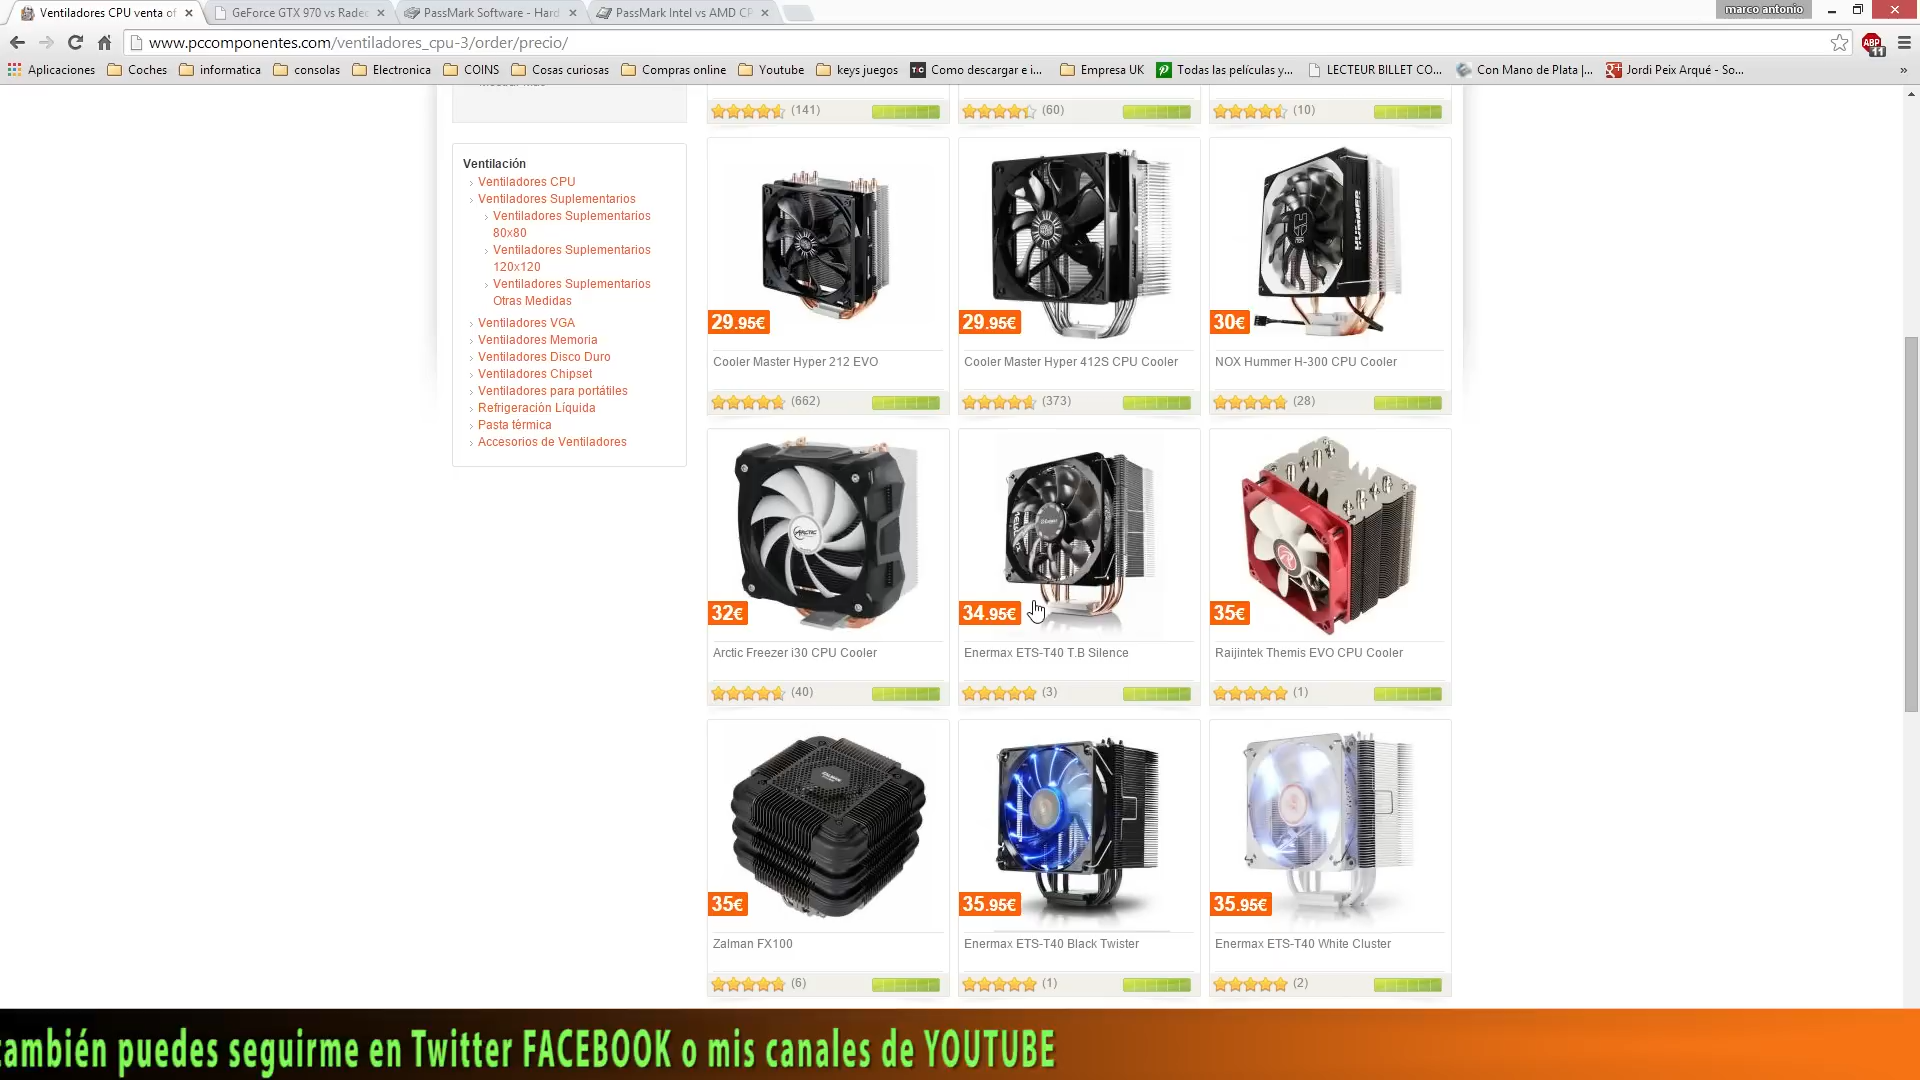 Ventiladores CPU venta of
GeForce GTX 970 vs Rade
PassMark Software - Hard
PassMark Intel vs AMD CP
marco antonio
www.pccomponentes.com/ventiladores_cpu-3/order/precio/
ABP
11
Aplicaciones
Coches
informatica
consolas
Electronica
COINS
Cosas curiosas
Compras online
Youtube
keys juegos
Como descargar e i...
Empresa UK
Todas las películas y...
LECTEUR BILLET CO...
Con Mano de Plata |...
Jordi Peix Arqué - So...
»
(141)
(60)
(10)
Ventilación
Ventiladores CPU
Ventiladores Suplementarios
Ventiladores Suplementarios
80x80
Ventiladores Suplementarios
120x120
Ventiladores Suplementarios
Otras Medidas
Ventiladores VGA
Ventiladores Memoria
Ventiladores Disco Duro
Ventiladores Chipset
Ventiladores para portátiles
Refrigeración Líquida
Pasta térmica
Accesorios de Ventiladores
HUMMER
29.95€
29.95€
30€
Cooler Master Hyper 212 EVO
Cooler Master Hyper 412S CPU Cooler
NOX Hummer H-300 CPU Cooler
(662)
(373)
(28)
ARCTIC
32€
34.95€
35€
Arctic Freezer i30 CPU Cooler
Enermax ETS-T40 T.B Silence
Raijintek Themis EVO CPU Cooler
(40)
(3)
(1)
ZALMAN
35€
35.95€
35.95€
Zalman FX100
Enermax ETS-T40 Black Twister
Enermax ETS-T40 White Cluster
(6)
(1)
(2)
también puedes seguirme en Twitter FACEBOOK o mis canales de YOUTUBE